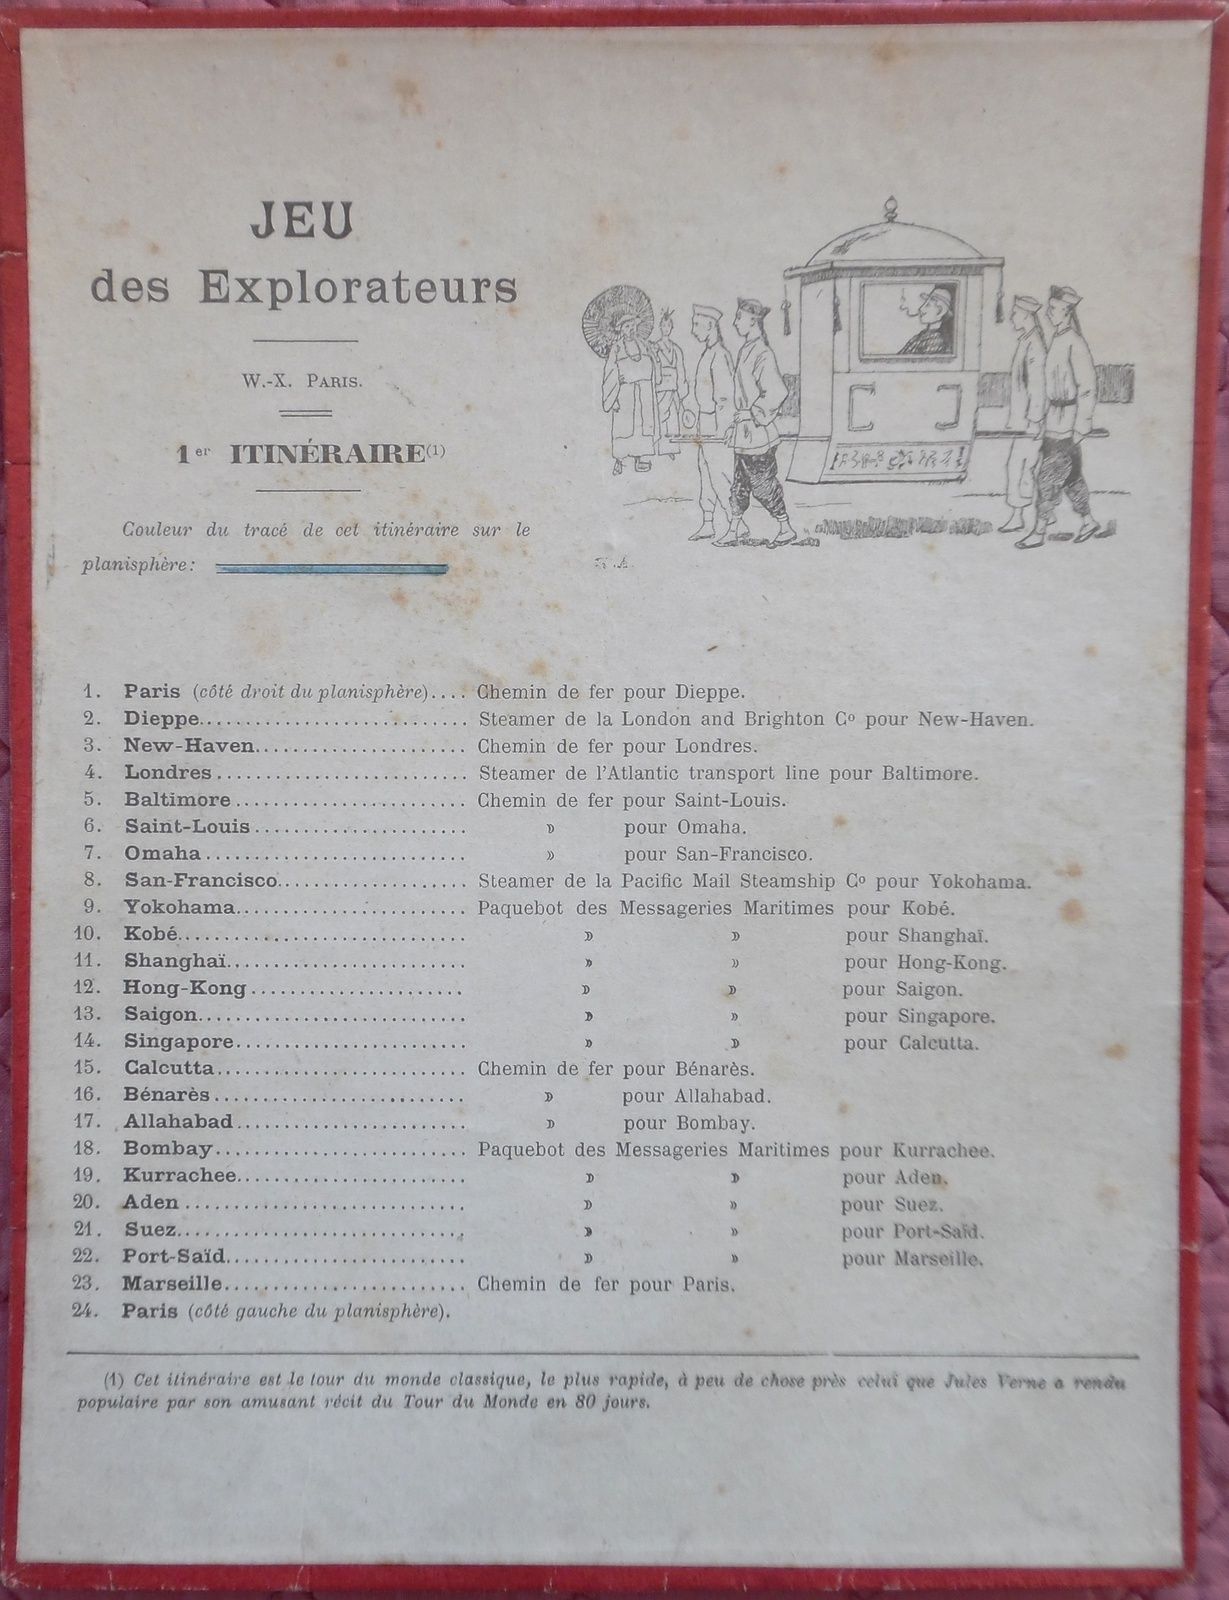 JEU
des Explorateurs
W.-X. PARIS.
1er ITINÉRAIRE(1)
Couleur du tracé de cet itinéraire sur le
planisphère:
1. Paris (côté droit du planisphère).... Chemin de fer pour Dieppe.
2. Dieppe........................... Steamer de la London and Brighton Co pour New-Haven.
3. New-Haven..................... Chemin de fer pour Londres.
4. Londres......................... Steamer de l'Atlantic transport line pour Baltimore.
5. Baltimore....................... Chemin de fer pour Saint-Louis.
6. Saint-Louis..................... » pour Omaha.
7. Omaha.......................... » pour San-Francisco.
8. San-Francisco................... Steamer de la Pacific Mail Steamship Co pour Yokohama.
9. Yokohama....................... Paquebot des Messageries Maritimes pour Kobé.
10. Kobé............................. » » pour Shanghaï.
11. Shanghaï........................ » » pour Hong-Kong.
12. Hong-Kong...................... » » pour Saigon.
13. Saigon........................... » » pour Singapore.
14. Singapore....................... » » pour Calcutta.
15. Calcutta......................... Chemin de fer pour Bénarès.
16. Bénarès......................... » pour Allahabad.
17. Allahabad....................... » pour Bombay.
18. Bombay......................... Paquebot des Messageries Maritimes pour Kurrachee.
19. Kurrachee....................... » » pour Aden.
20. Aden............................ » » pour Suez.
21. Suez............................. » » pour Port-Saïd.
22. Port-Saïd........................ » » pour Marseille.
23. Marseille........................ Chemin de fer pour Paris.
24. Paris (côté gauche du planisphère).
(1) Cet itinéraire est le tour du monde classique, le plus rapide, à peu de chose près celui que Jules Verne a rendu
populaire par son amusant récit du Tour du Monde en 80 jours.